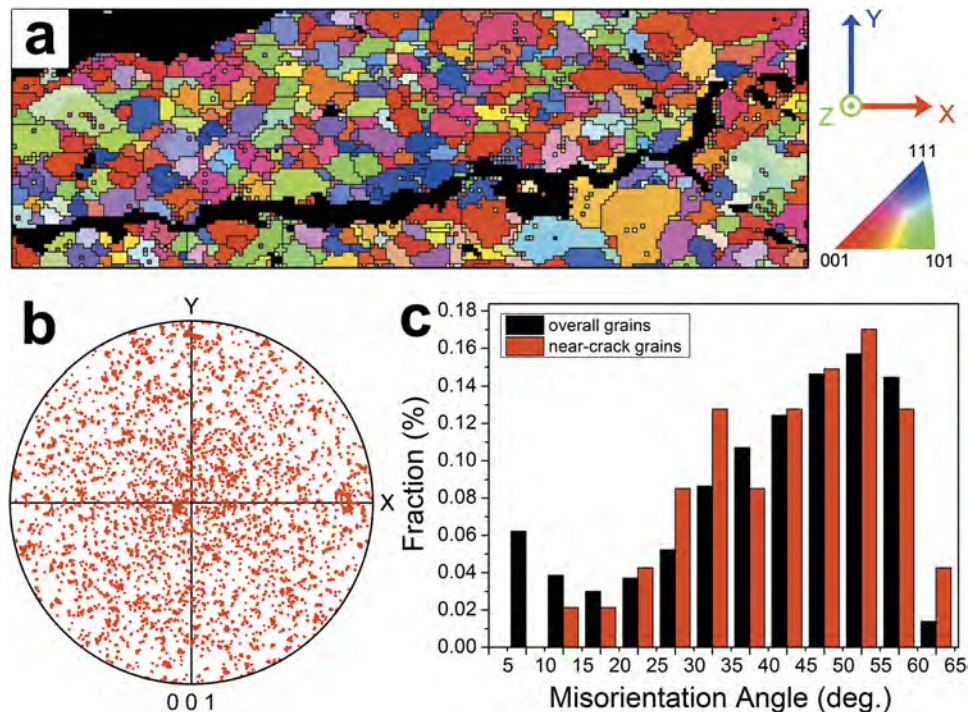 a
Y
Z
X
111
001
101
b
Y
X
0 0 1
c
overall grains
near-crack grains
Fraction (%)
0.18
0.16
0.14
0.12
0.10
0.08
0.06
0.04
0.02
0.00
5 10 15 20 25 30 35 40 45 50 55 60 65
Misorientation Angle (deg.)